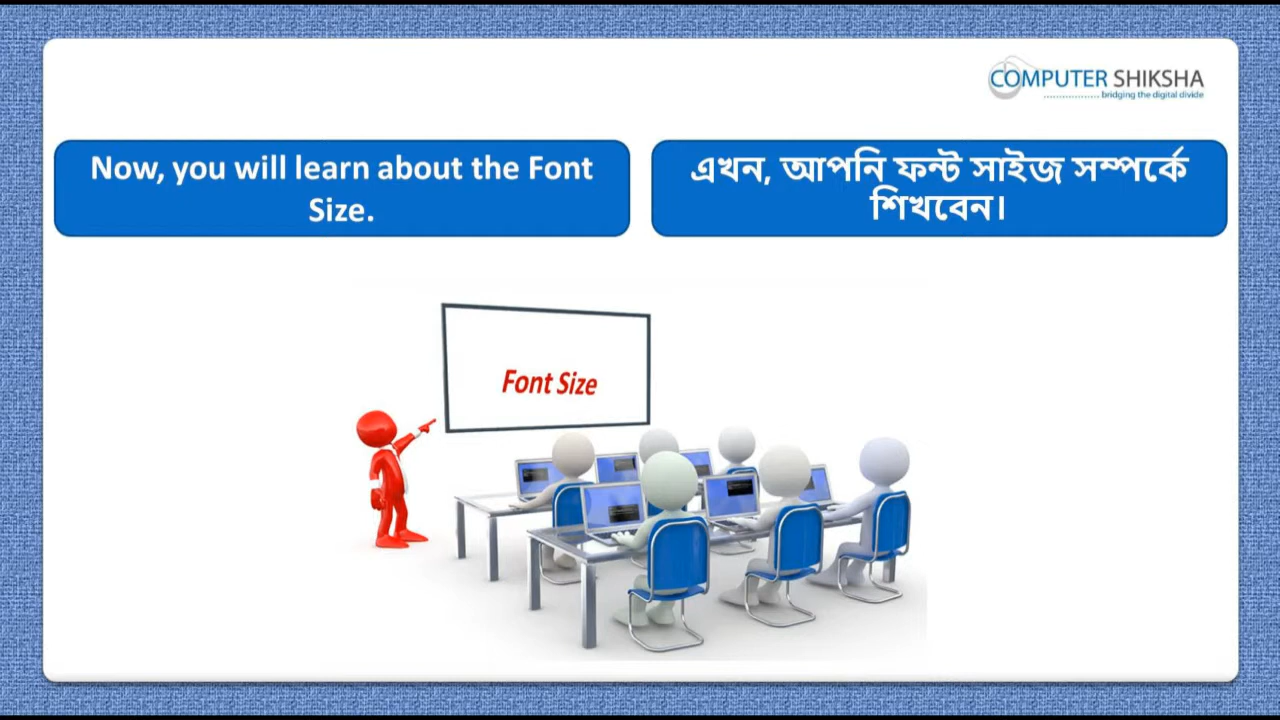 COMPUTER SHIKSHA
bridging the digital divide
Now, you will learn about the Font
Size.
এখন, আপনি ফন্ট সাইজ সম্পর্কে
শিখবেন।
Font Size